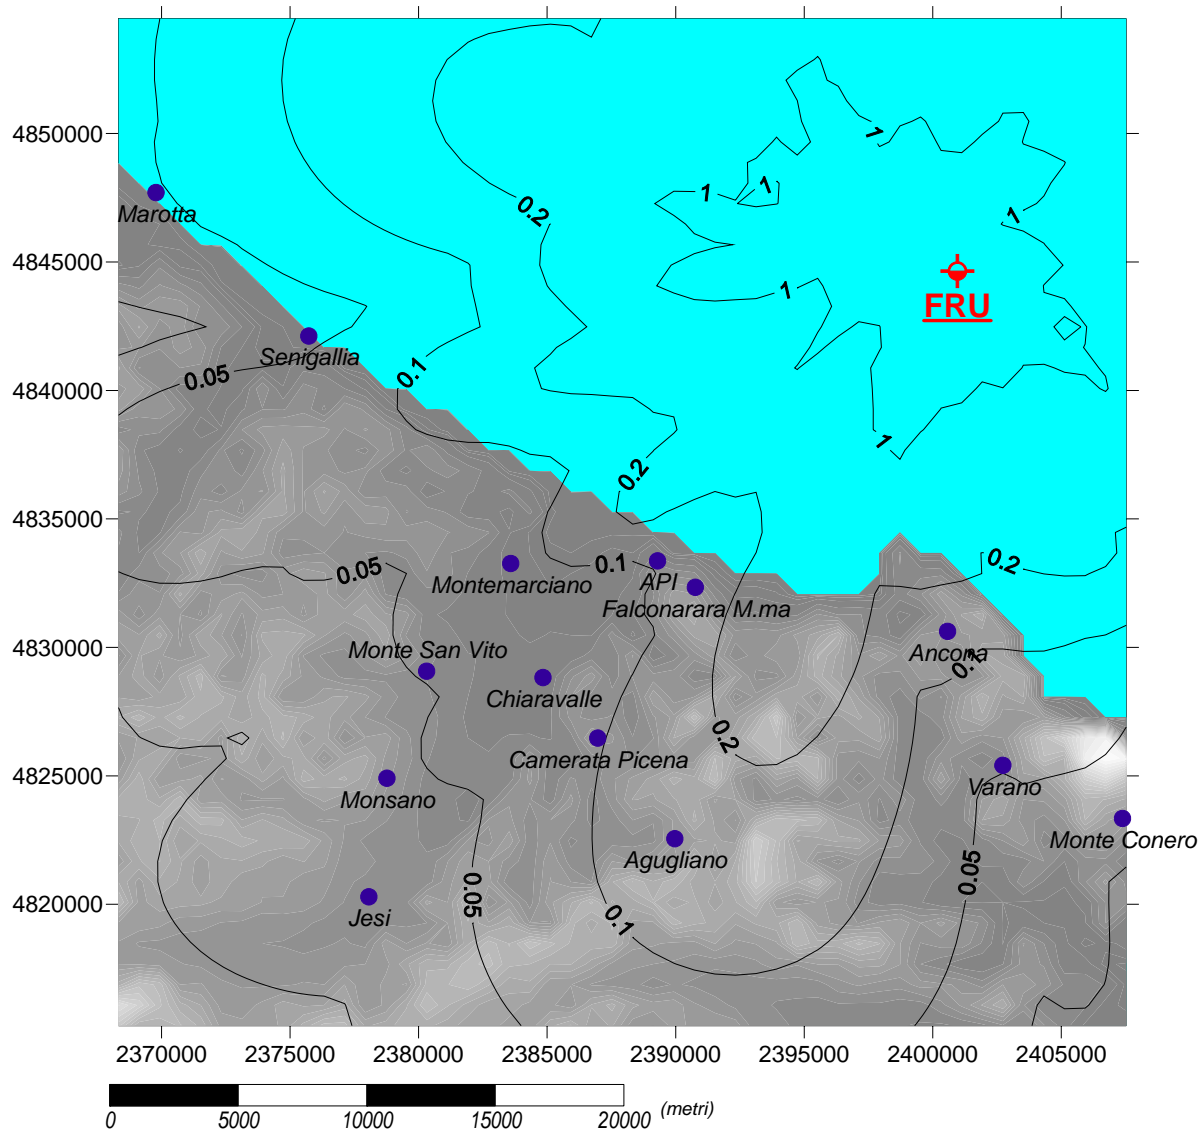 4850000
1
1
1
Marotta
0.2
1
4845000
1
FRU
Senigallia
0.05
0.1
4840000
1
0.2
4835000
0.05
0.1
0.2
Montemarciano
API
Falconarara M.ma
4830000
Monte San Vito
Ancona
0.1
Chiaravalle
0.2
Camerata Picena
4825000
Monsano
Varano
Monte Conero
Agugliano
0.05
0.05
4820000
Jesi
0.1
2370000 2375000 2380000 2385000 2390000 2395000 2400000 2405000
0 5000 10000 15000 20000 (metri)